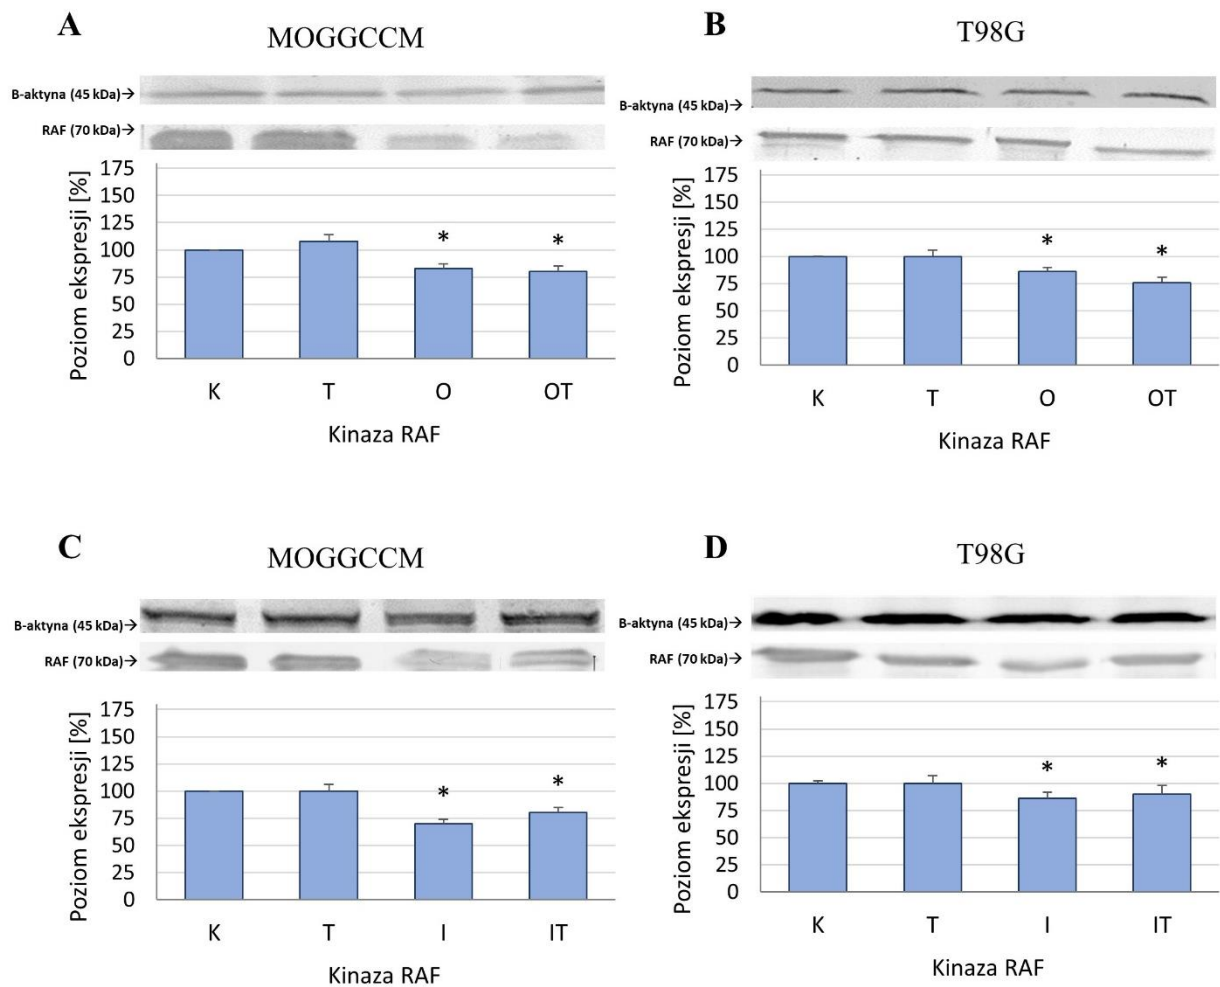 A
MOGGCCM
B-aktyna (45 kDa)→
RAF (70 kDa)→
Poziom ekspresji [%]
175
150
125
100
75
50
25
0
*
*
K T O OT
Kinaza RAF
B
T98G
B-aktyna (45 kDa)→
RAF (70 kDa)→
Poziom ekspresji [%]
175
150
125
100
75
50
25
0
*
*
K T O OT
Kinaza RAF
C
MOGGCCM
B-aktyna (45 kDa)→
RAF (70 kDa)→
Poziom ekspresji [%]
175
150
125
100
75
50
25
0
*
*
K T I IT
Kinaza RAF
D
T98G
B-aktyna (45 kDa)→
RAF (70 kDa)→
Poziom ekspresji [%]
175
150
125
100
75
50
25
0
*
*
K T I IT
Kinaza RAF